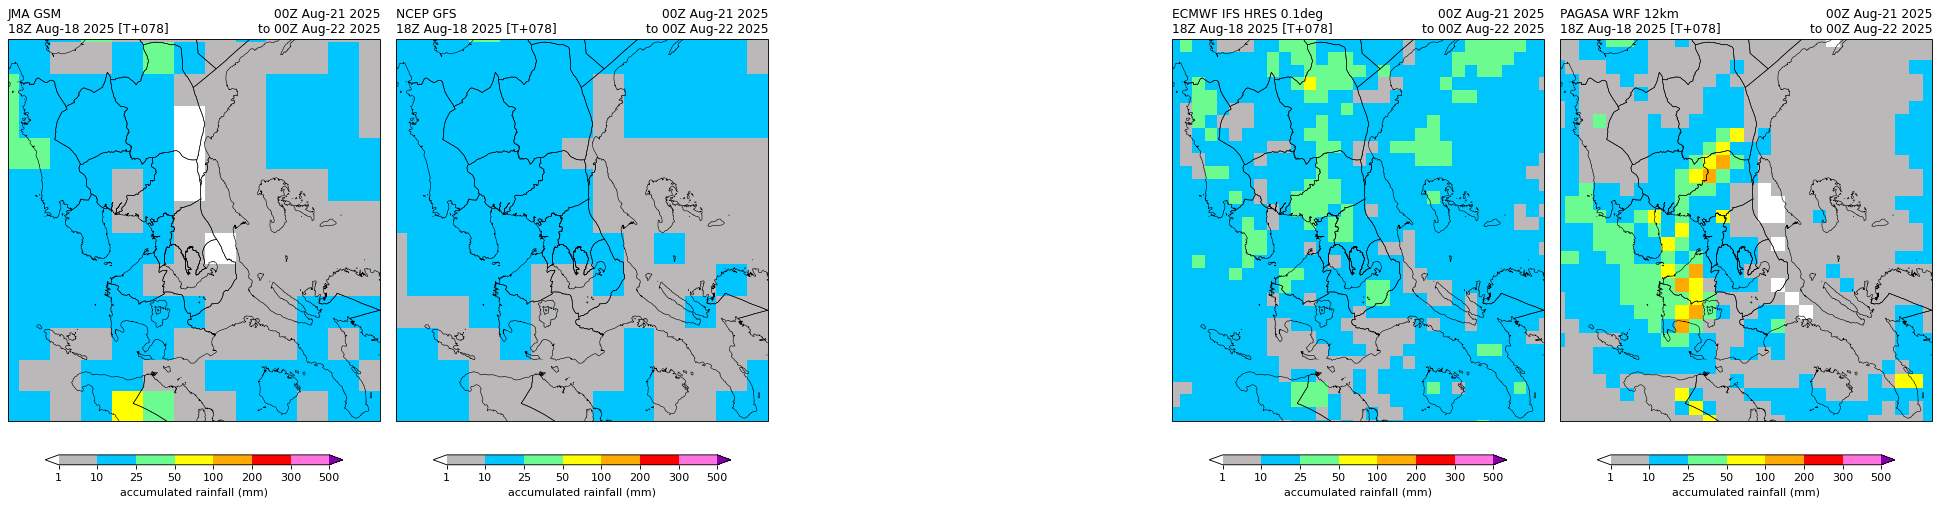 JMA GSM 00Z Aug-21 2025
18Z Aug-18 2025 [T+078] to 00Z Aug-22 2025
NCEP GFS 00Z Aug-21 2025
18Z Aug-18 2025 [T+078] to 00Z Aug-22 2025
ECMWF IFS HRES 0.1deg 00Z Aug-21 2025
18Z Aug-18 2025 [T+078] to 00Z Aug-22 2025
PAGASA WRF 12km 00Z Aug-21 2025
18Z Aug-18 2025 [T+078] to 00Z Aug-22 2025
1 10 25 50 100 200 300 500
accumulated rainfall (mm)
1 10 25 50 100 200 300 500
accumulated rainfall (mm)
1 10 25 50 100 200 300 500
accumulated rainfall (mm)
1 10 25 50 100 200 300 500
accumulated rainfall (mm)